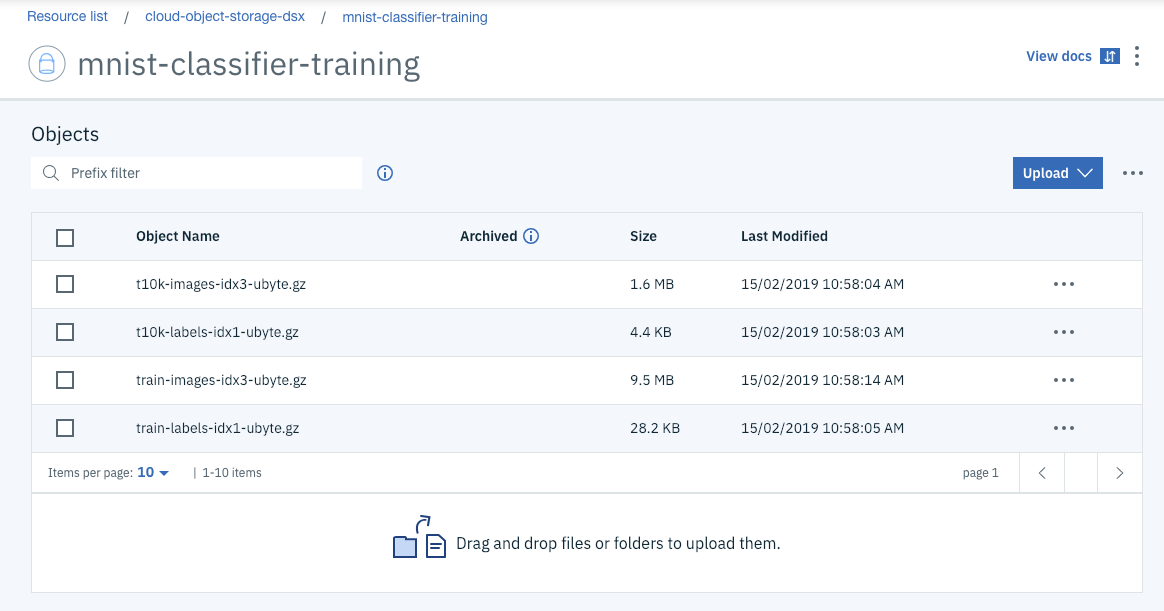 Resource list / cloud-object-storage-dsx / mnist-classifier-training
mnist-classifier-training
View docs
Objects
Prefix filter
Upload
Object Name Archived Size Last Modified
t10k-images-idx3-ubyte.gz 1.6 MB 15/02/2019 10:58:04 AM
t10k-labels-idx1-ubyte.gz 4.4 KB 15/02/2019 10:58:03 AM
train-images-idx3-ubyte.gz 9.5 MB 15/02/2019 10:58:14 AM
train-labels-idx1-ubyte.gz 28.2 KB 15/02/2019 10:58:05 AM
Items per page: 10 | 1-10 items page 1
Drag and drop files or folders to upload them.